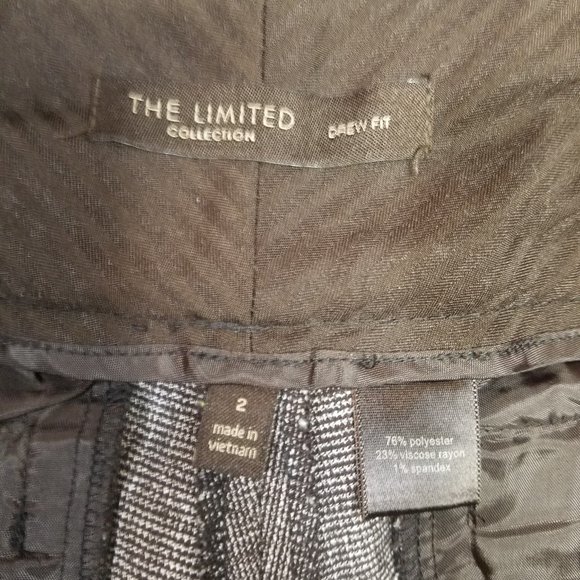 THE LIMITED
COLLECTION
DREW FIT
2
made in
vietnam
76% polyester
23% viscose rayon
1% spandex